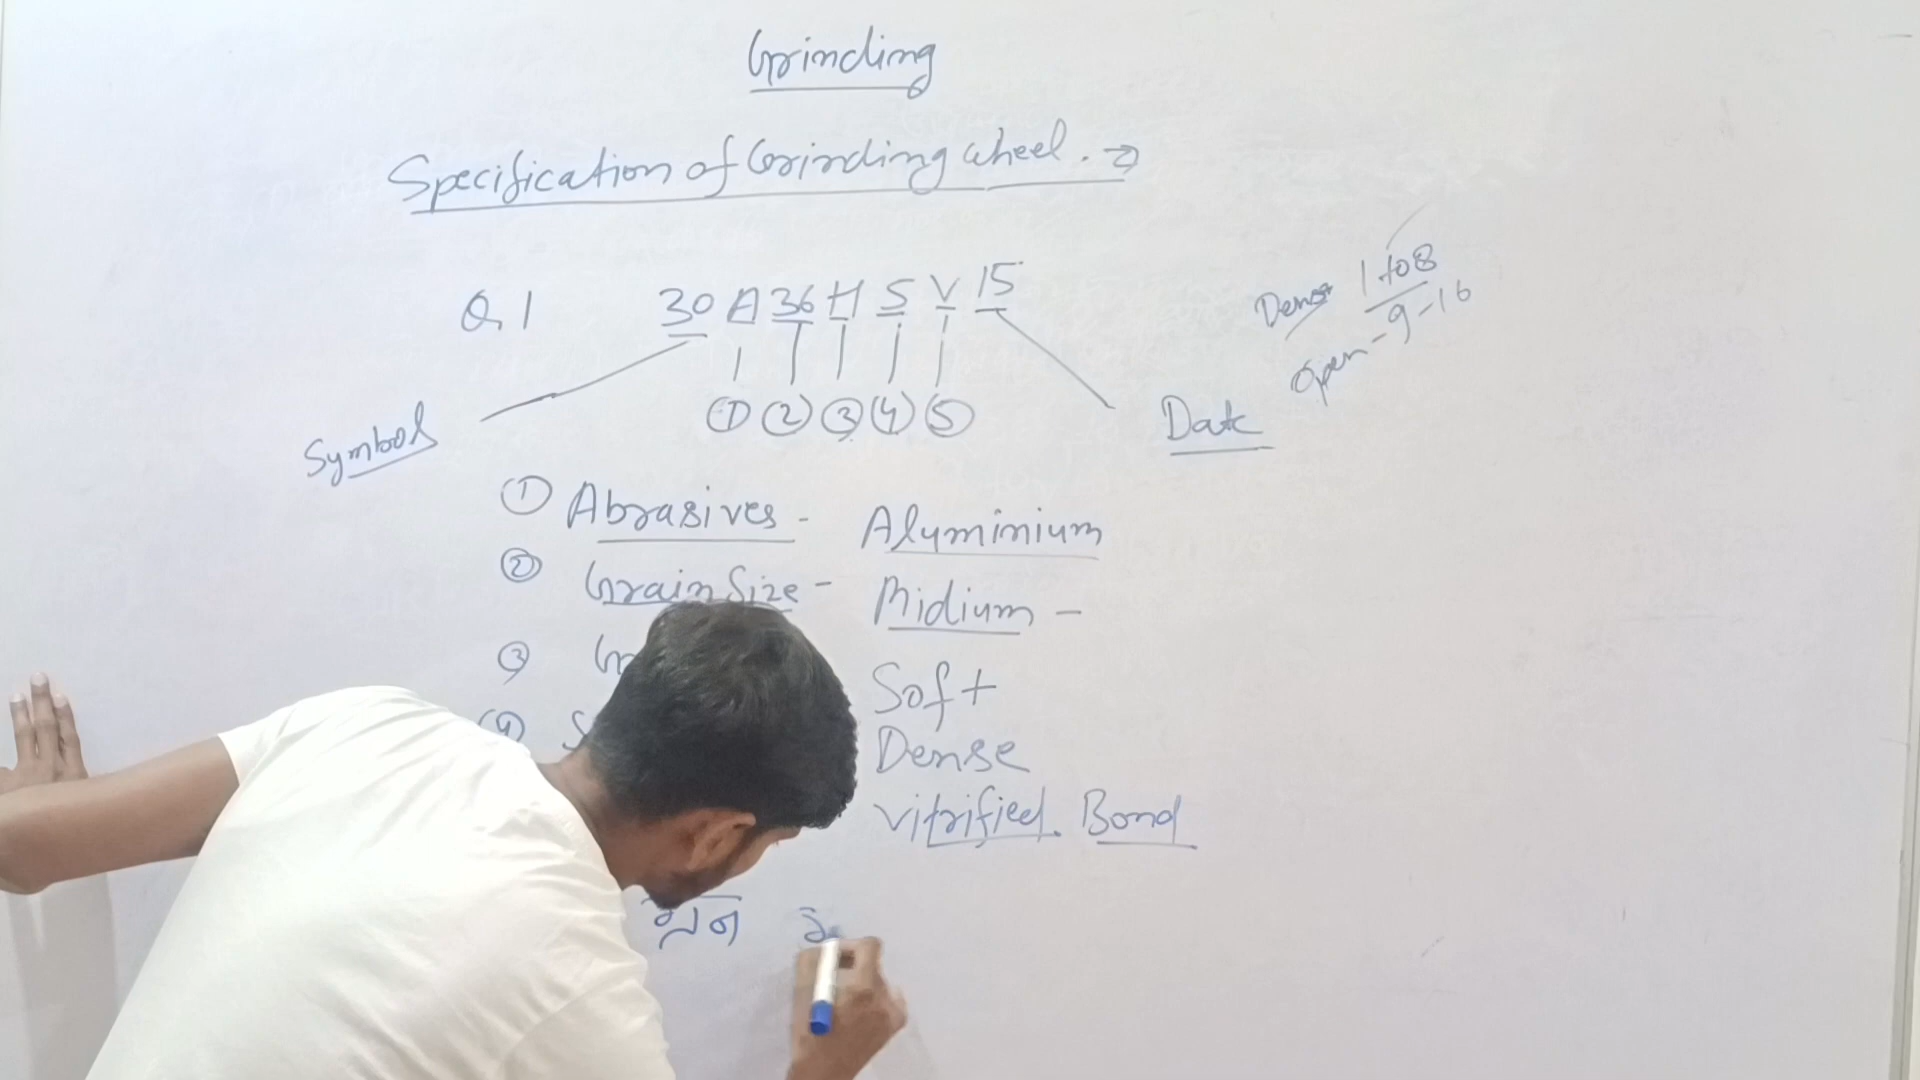 Grinding
Specification of Grinding wheel. →
Q.1 30 A 36 H 5 V 15
Dense 1 to 8
Open - 9 - 16
① ② ③ ④ ⑤
Symbol
Date
① Abrasives - Aluminium
② Grain Size - Midium -
③ Gr
Soft
④ S
Dense
Vitrified. Bond